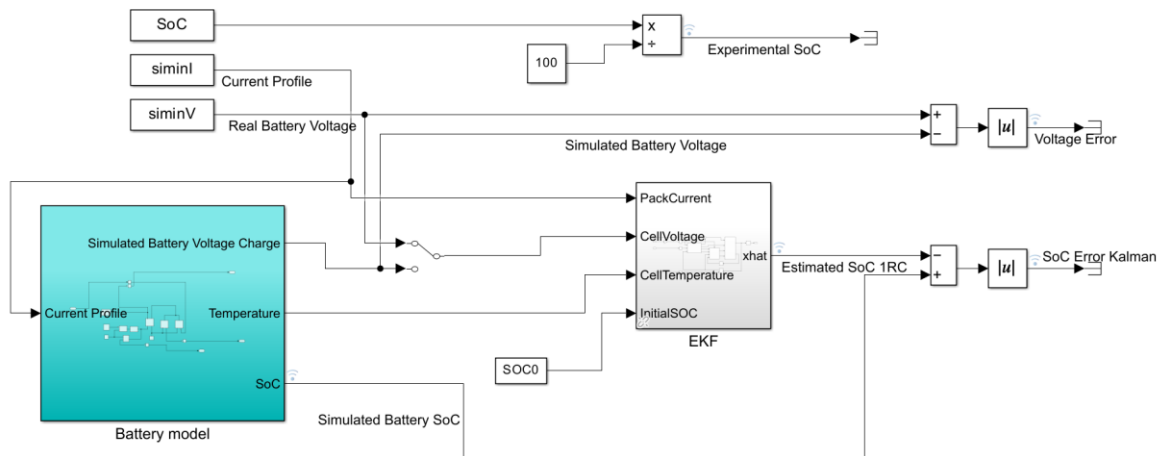 SoC
×
÷
Experimental SoC
100
siminI
Current Profile
siminV
Real Battery Voltage
+
−
|u|
Voltage Error
Simulated Battery Voltage
PackCurrent
CellVoltage
CellTemperature
InitialSOC
xhat
EKF
Estimated SoC 1RC
−
+
|u|
SoC Error Kalman
Simulated Battery Voltage Charge
Current Profile
Temperature
SoC
Battery model
SOC0
Simulated Battery SoC